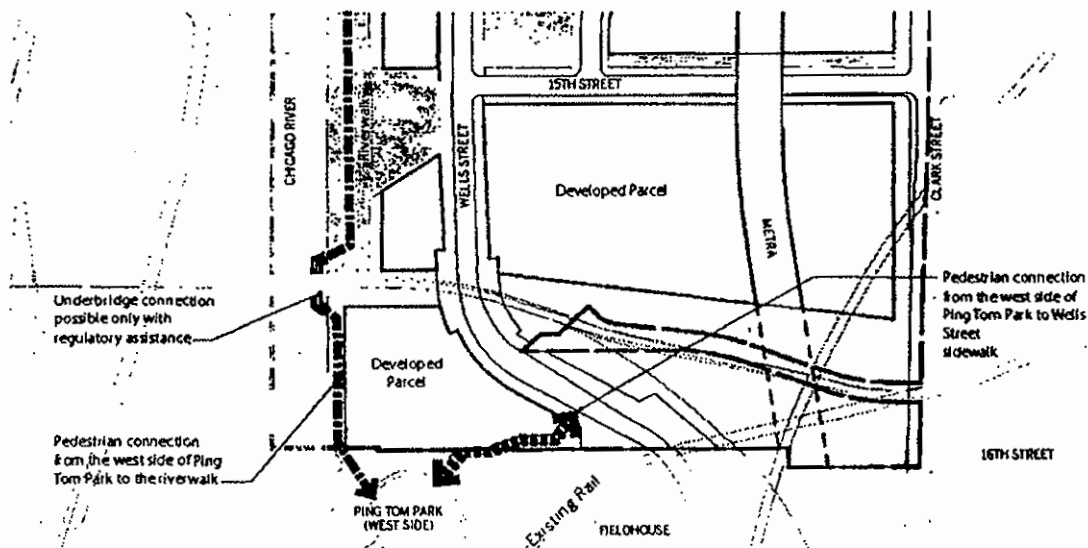 15TH STREET
CHICAGO RIVER
Riverwalk
WELLS STREET
CLARK STREET
Developed Parcel
METRA
Underbridge connection
possible only with
regulatory assistance
Pedestrian connection
from the west side of
Ping Tom Park to Wells
Street
sidewalk
Developed
Parcel
Pedestrian connection
from the west side of Ping
Tom Park to the riverwalk
16TH STREET
PING TOM PARK
(WEST SIDE)
Existing Rail
FIELDHOUSE